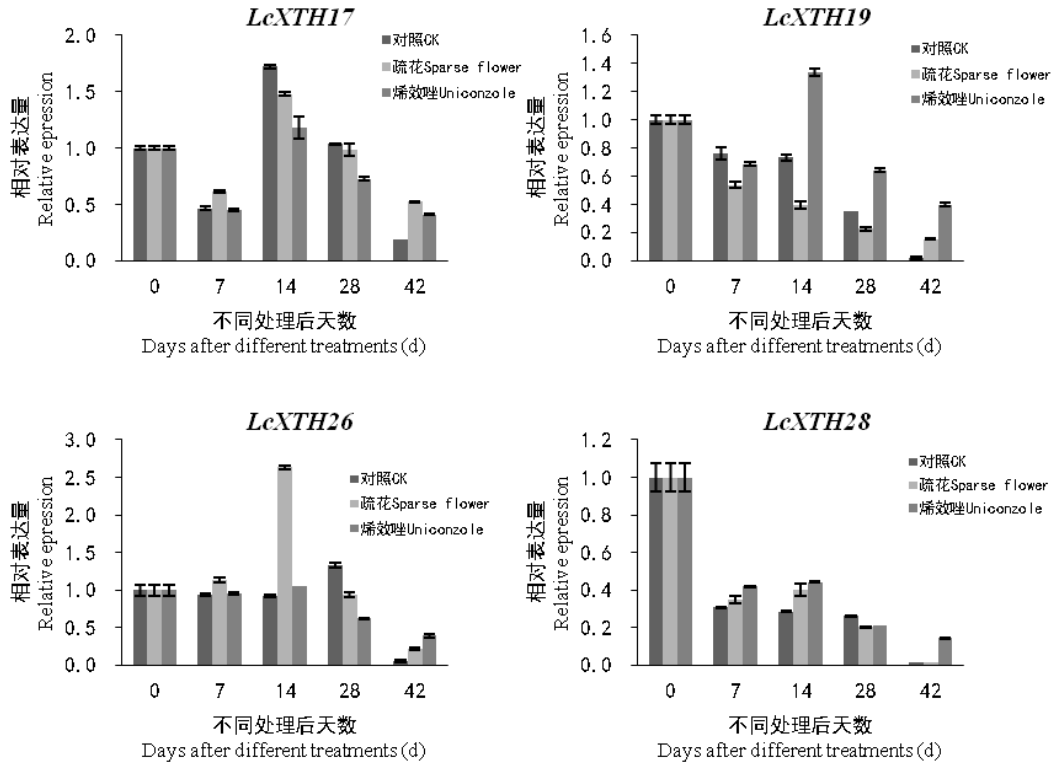 LcXTH17
2.0
1.5
1.0
0.5
0.0
相对表达量
Relative epression
对照CK
疏花Sparse flower
烯效唑Uniconzole
0 7 14 28 42
不同处理后天数
Days after different treatments (d)
LcXTH19
1.6
1.4
1.2
1.0
0.8
0.6
0.4
0.2
0.0
相对表达量
Relative epression
对照CK
疏花Sparse flower
烯效唑Uniconzole
0 7 14 28 42
不同处理后天数
Days after different treatments (d)
LcXTH26
3.0
2.5
2.0
1.5
1.0
0.5
0.0
相对表达量
Relative epression
对照CK
疏花Sparse flower
烯效唑Uniconzole
0 7 14 28 42
不同处理后天数
Days after different treatments (d)
LcXTH28
1.2
1.0
0.8
0.6
0.4
0.2
0.0
相对表达量
Relative epression
对照CK
疏花Sparse flower
烯效唑Uniconzole
0 7 14 28 42
不同处理后天数
Days after different treatments (d)